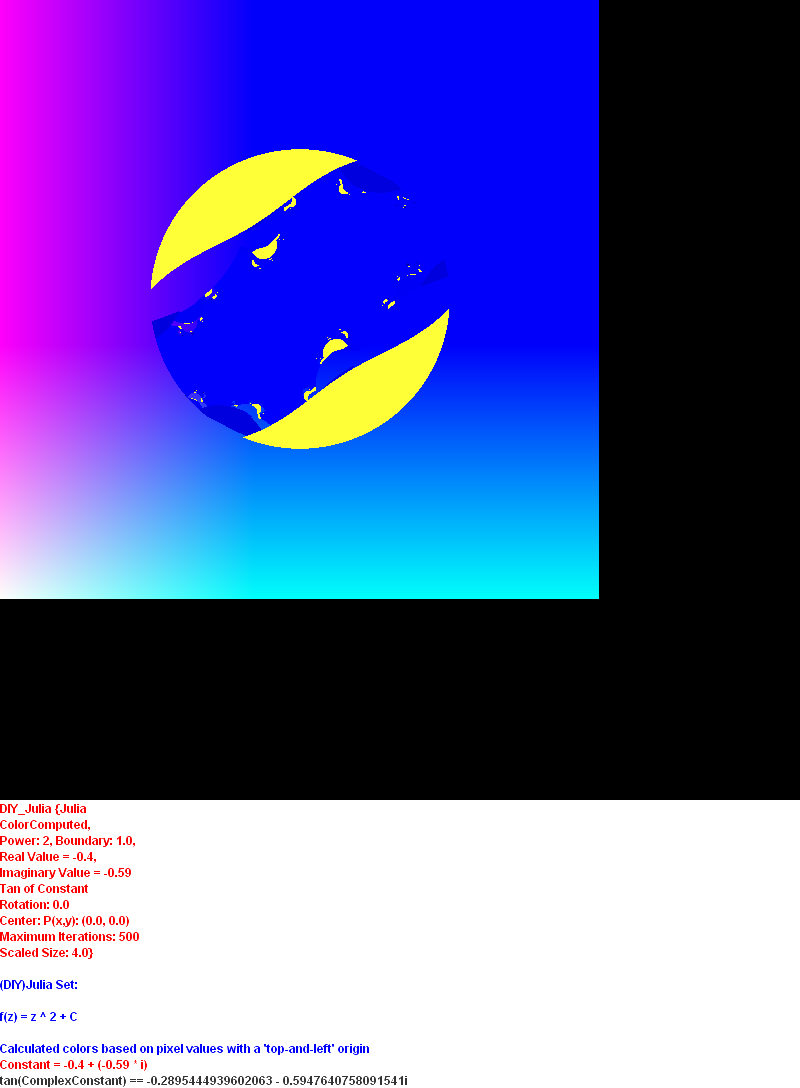 DIY_Julia {Julia
ColorComputed,
Power: 2, Boundary: 1.0,
Real Value = -0.4,
Imaginary Value = -0.59
Tan of Constant
Rotation: 0.0
Center: P(x,y): (0.0, 0.0)
Maximum Iterations: 500
Scaled Size: 4.0}
(DIY)Julia Set:
f(z) = z ^ 2 + C
Calculated colors based on pixel values with a 'top-and-left' origin
Constant = -0.4 + (-0.59 * i)
tan(ComplexConstant) == -0.2895444939602063 - 0.5947640758091541i